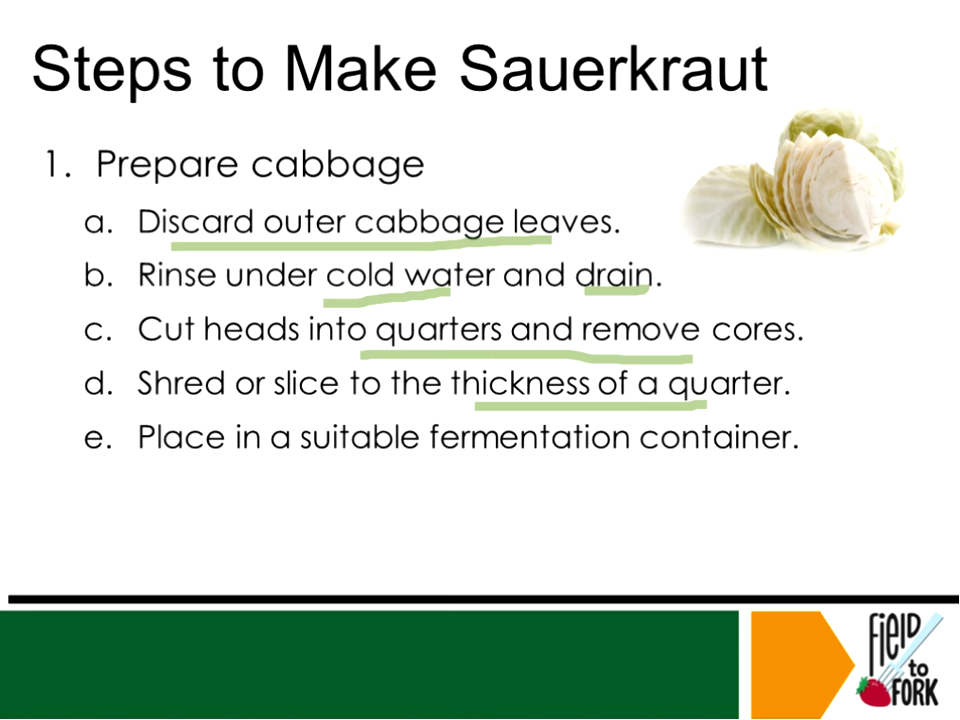 Steps to Make Sauerkraut
1. Prepare cabbage
a. Discard outer cabbage leaves.
b. Rinse under cold water and drain.
c. Cut heads into quarters and remove cores.
d. Shred or slice to the thickness of a quarter.
e. Place in a suitable fermentation container.
FIELD
to
FORK